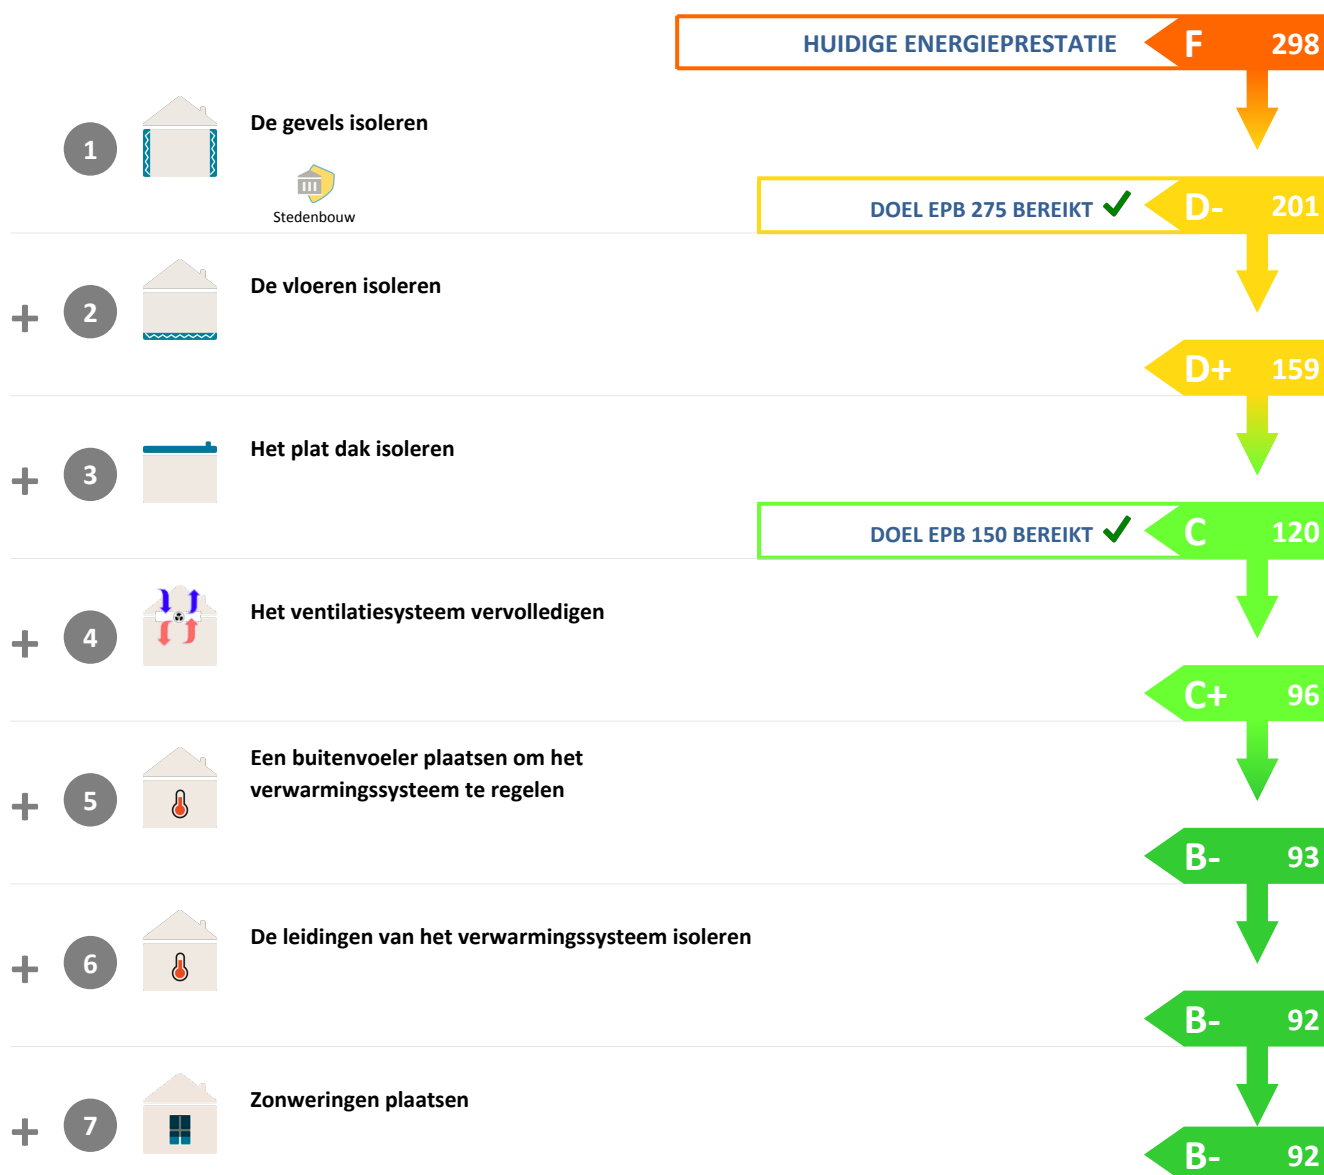 HUIDIGE ENERGIEPRESTATIE F 298
1 De gevels isoleren
Stedenbouw
DOEL EPB 275 BEREIKT ✔ D- 201
+ 2 De vloeren isoleren
D+ 159
+ 3 Het plat dak isoleren
DOEL EPB 150 BEREIKT ✔ C 120
+ 4 Het ventilatiesysteem vervolledigen
C+ 96
+ 5 Een buitenvoeler plaatsen om het
verwarmingssysteem te regelen
B- 93
+ 6 De leidingen van het verwarmingssysteem isoleren
B- 92
+ 7 Zonweringen plaatsen
B- 92